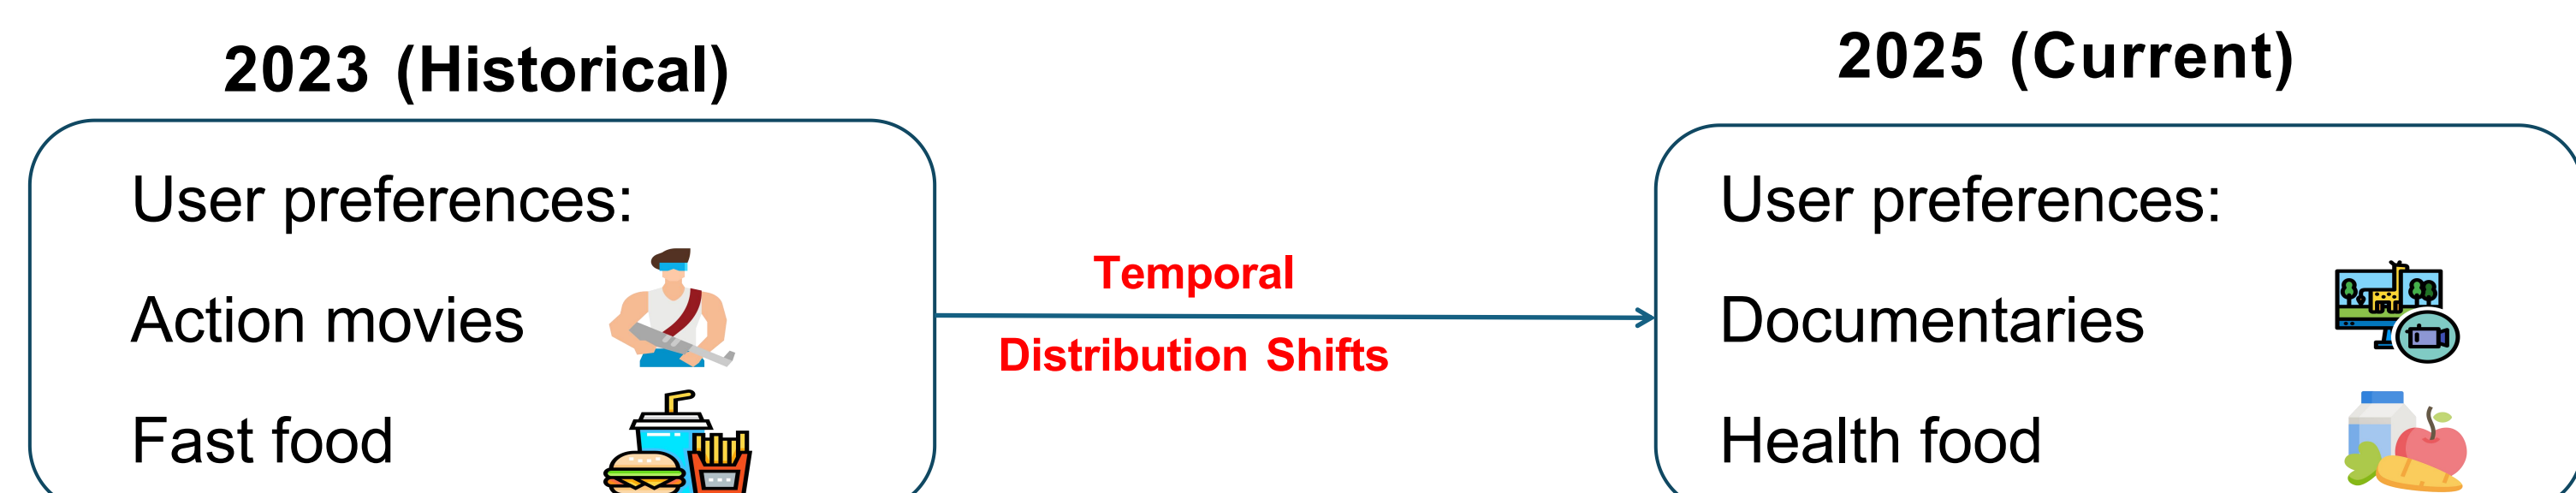 2023 (Historical)
User preferences:
Action movies
Fast food
Temporal
Distribution Shifts
2025 (Current)
User preferences:
Documentaries
Health food